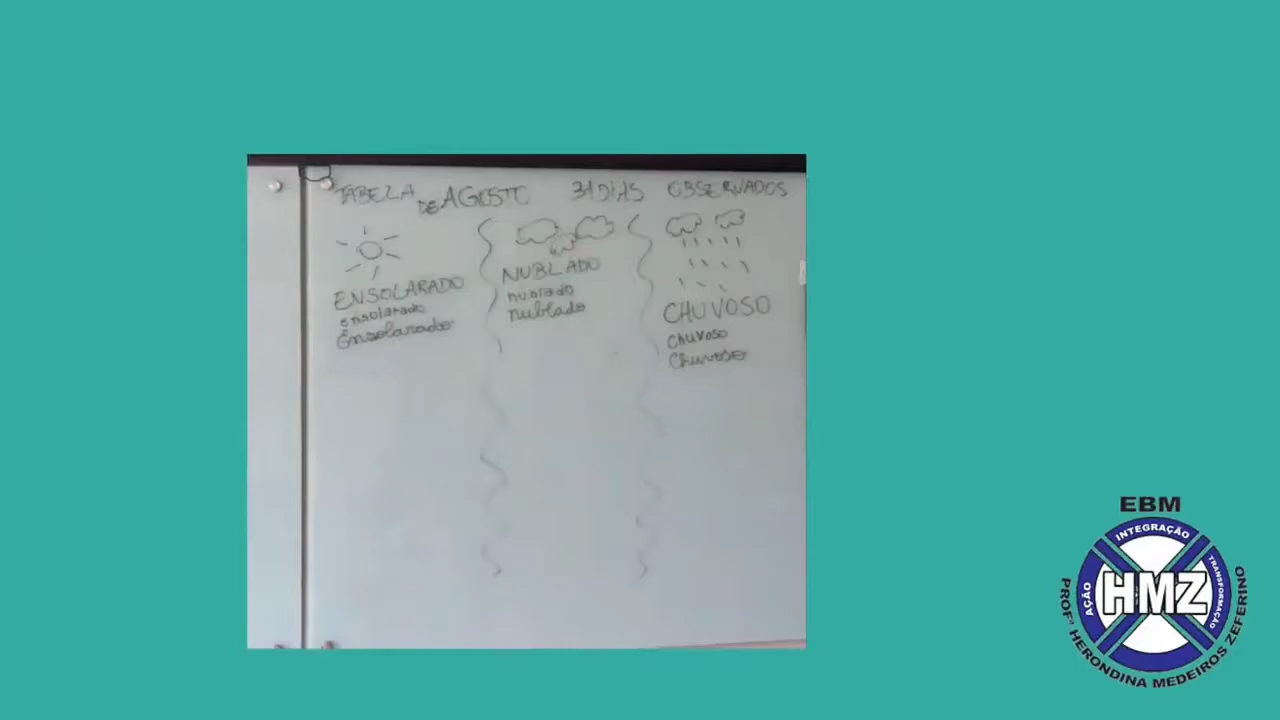 TABELA DE AGOSTO 31 DIAS OBSERVADOS
ENSOLARADO
ensolarado
Ensolarado
NUBLADO
nublado
nublado
CHUVOSO
chuvoso
Chuvoso
EBM
INTEGRAÇÃO
AÇÃO
TRANSFORMAÇÃO
HMZ
PROFª HERONDINA MEDEIROS ZEFERINO